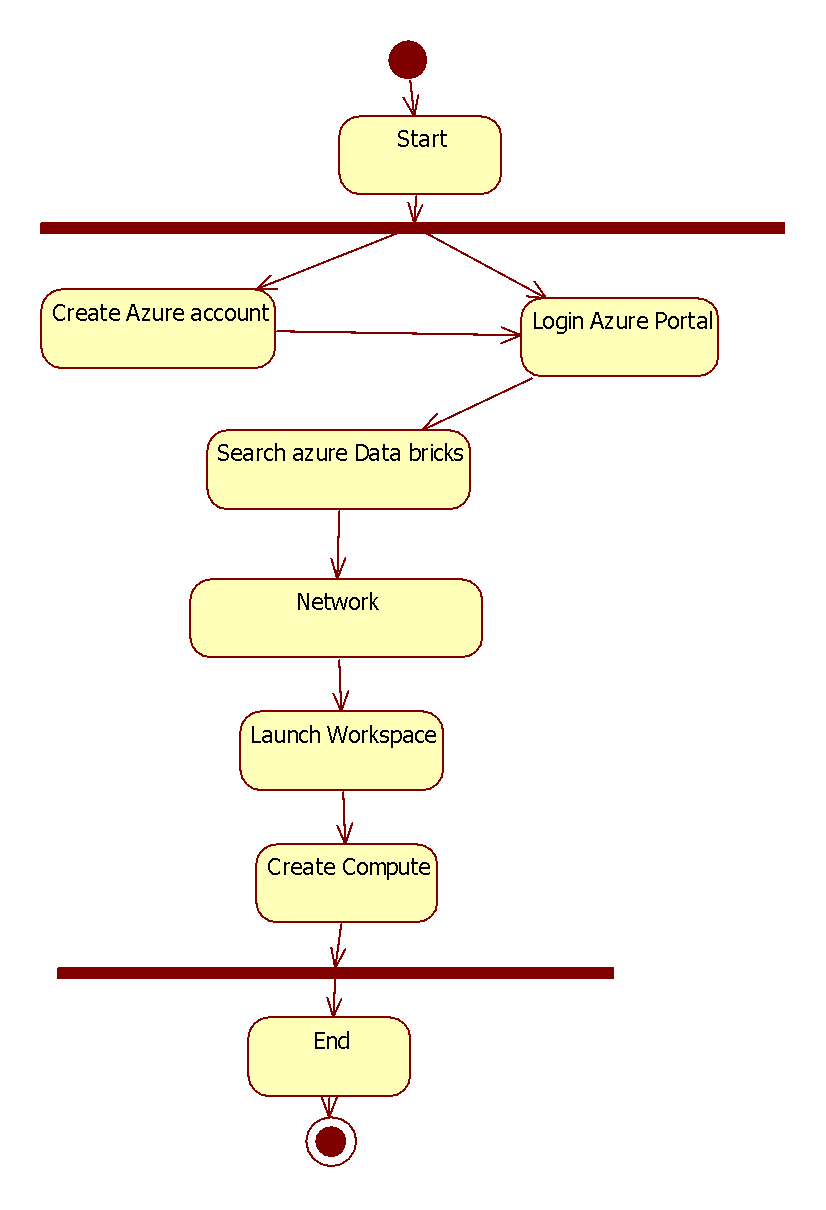 Start
Create Azure account
Login Azure Portal
Search azure Data bricks
Network
Launch Workspace
Create Compute
End